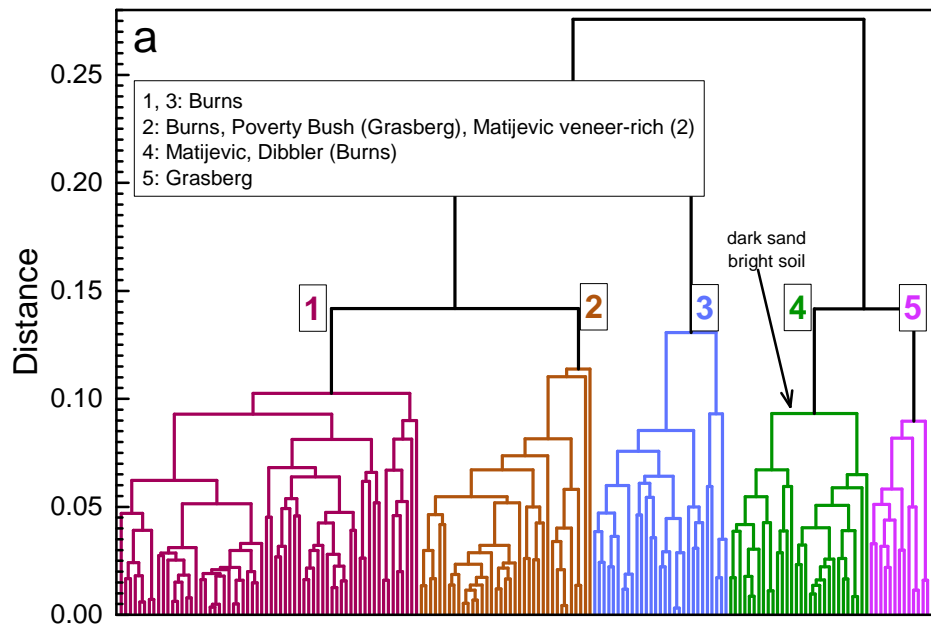 a
0.25
0.20
0.15
0.10
0.05
0.00
Distance
1, 3: Burns
2: Burns, Poverty Bush (Grasberg), Matijevic veneer-rich (2)
4: Matijevic, Dibbler (Burns)
5: Grasberg
dark sand
bright soil
1
2
3
4
5